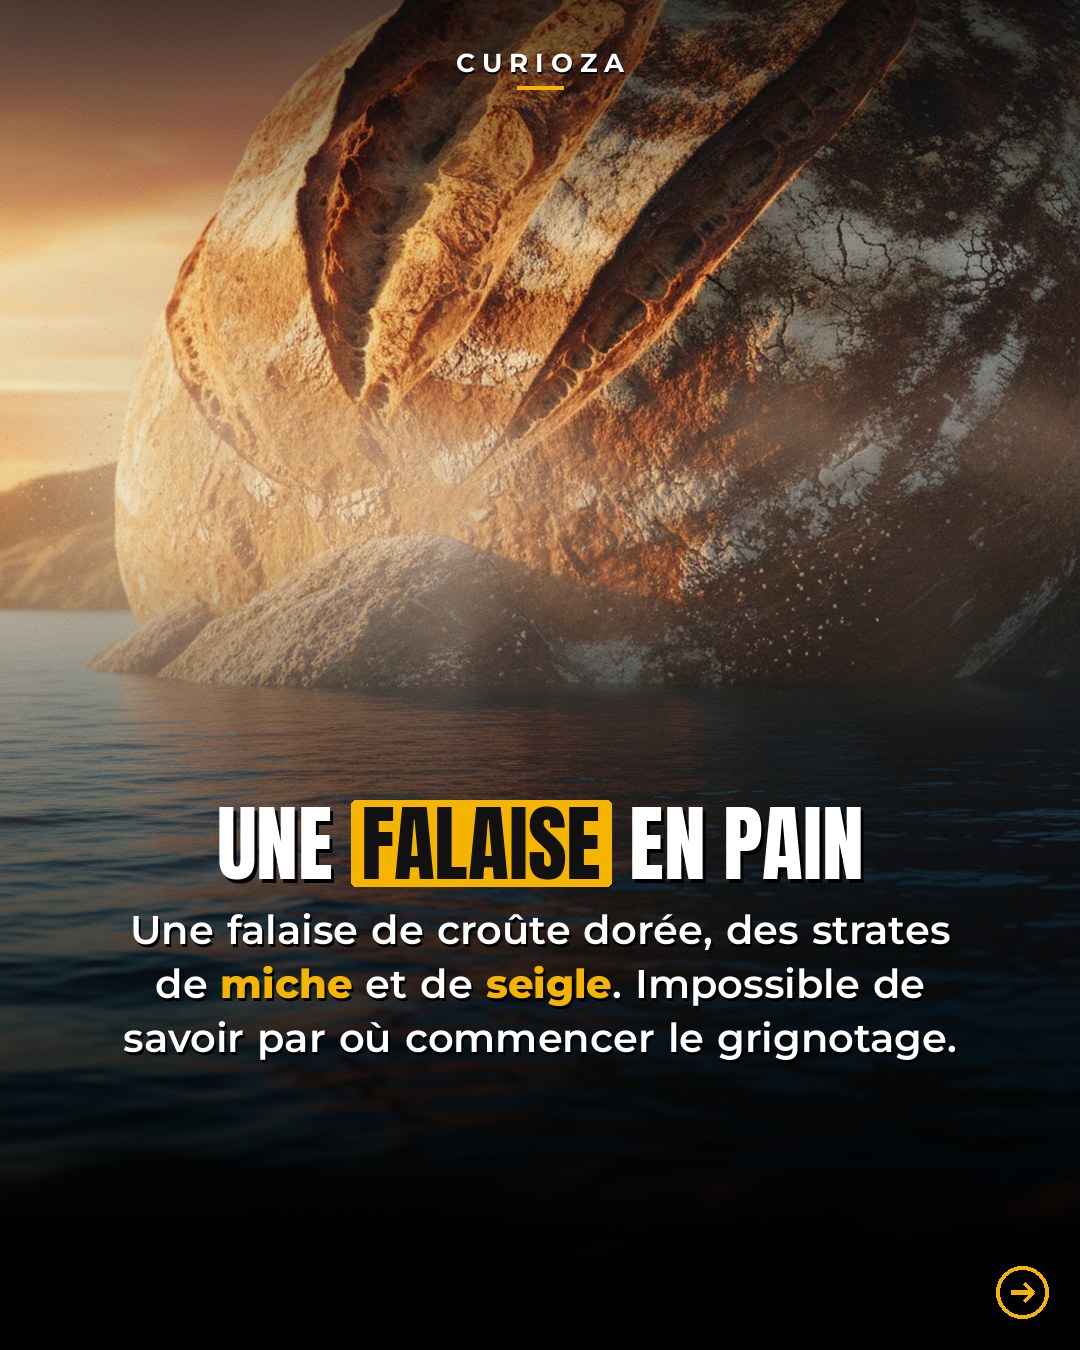 CURIOZA
UNE FALAISE EN PAIN
Une falaise de croûte dorée, des strates
de miche et de seigle. Impossible de
savoir par où commencer le grignotage.